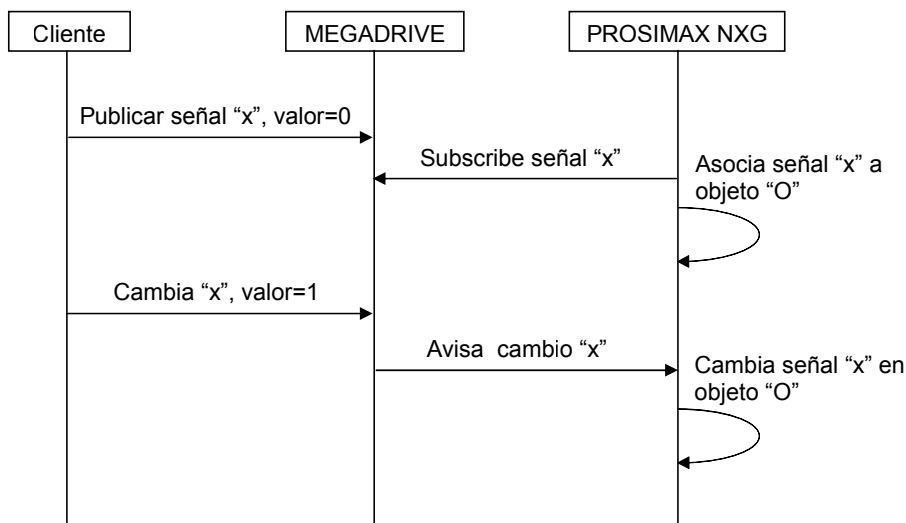 Cliente
MEGADRIVE
PROSIMAX NXG
Publicar señal “x”, valor=0
Subscribe señal “x”
Asocia señal “x” a
objeto “O”
Cambia “x”, valor=1
Avisa  cambio “x”
Cambia señal “x” en
objeto “O”